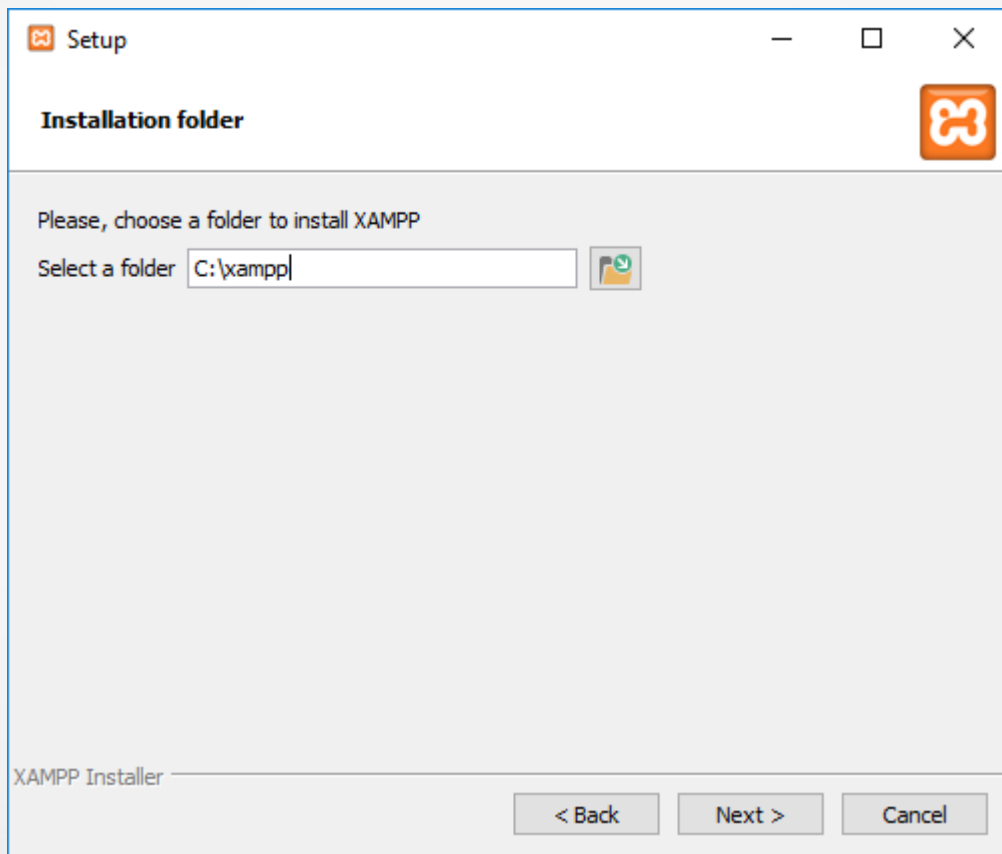 Setup
Installation folder
Please, choose a folder to install XAMPP
Select a folder C:\xampp
XAMPP Installer
< Back Next > Cancel